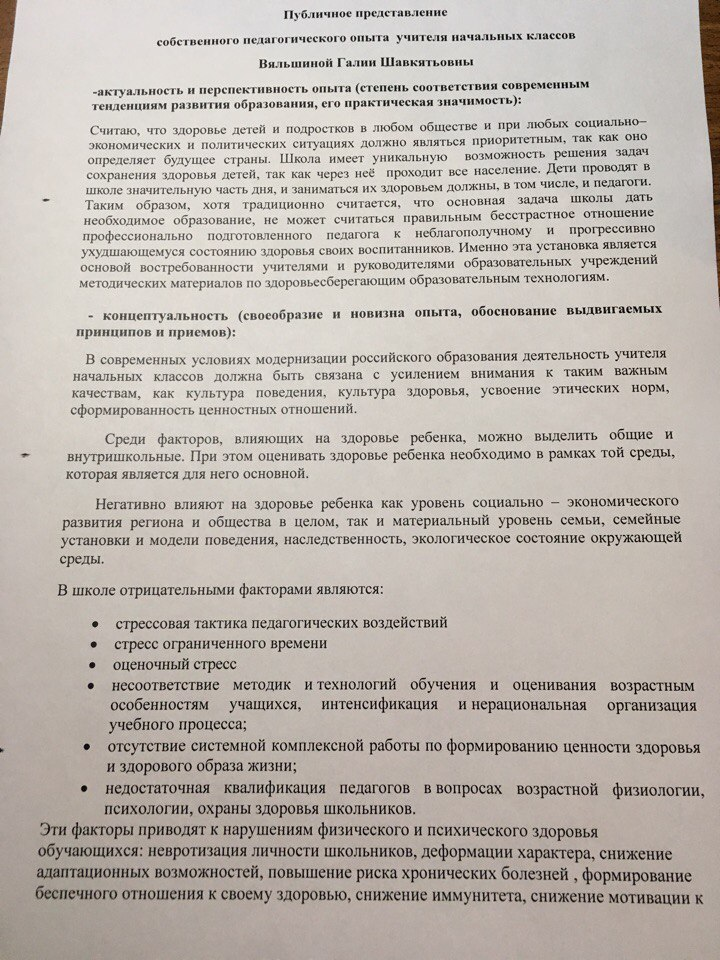 Публичное представление
собственного педагогического опыта учителя начальных классов
Вяльшиной Галии Шавкятьовны
-актуальность и перспективность опыта (степень соответствия современным
тенденциям развития образования, его практическая значимость):
Считаю, что здоровье детей и подростков в любом обществе и при любых социально–
экономических и политических ситуациях должно являться приоритетным, так как оно
определяет будущее страны. Школа имеет уникальную возможность решения задач
сохранения здоровья детей, так как через неё проходит все население. Дети проводят в
школе значительную часть дня, и заниматься их здоровьем должны, в том числе, и педагоги.
Таким образом, хотя традиционно считается, что основная задача школы дать
необходимое образование, не может считаться правильным бесстрастное отношение
профессионально подготовленного педагога к неблагополучному и прогрессивно
ухудшающемуся состоянию здоровья своих воспитанников. Именно эта установка является
основой востребованности учителями и руководителями образовательных учреждений
методических материалов по здоровьесберегающим образовательным технологиям.
- концептуальность (своеобразие и новизна опыта, обоснование выдвигаемых
принципов и приемов):
В современных условиях модернизации российского образования деятельность учителя
начальных классов должна быть связана с усилением внимания к таким важным
качествам, как культура поведения, культура здоровья, усвоение этических норм,
сформированность ценностных отношений.
Среди факторов, влияющих на здоровье ребенка, можно выделить общие и
внутришкольные. При этом оценивать здоровье ребенка необходимо в рамках той среды,
которая является для него основной.
Негативно влияют на здоровье ребенка как уровень социально – экономического
развития региона и общества в целом, так и материальный уровень семьи, семейные
установки и модели поведения, наследственность, экологическое состояние окружающей
среды.
В школе отрицательными факторами являются:
• стрессовая тактика педагогических воздействий
• стресс ограниченного времени
• оценочный стресс
• несоответствие методик и технологий обучения и оценивания возрастным
особенностям учащихся, интенсификация и нерациональная организация
учебного процесса;
• отсутствие системной комплексной работы по формированию ценности здоровья
и здорового образа жизни;
• недостаточная квалификация педагогов в вопросах возрастной физиологии,
психологии, охраны здоровья школьников.
Эти факторы приводят к нарушениям физического и психического здоровья
обучающихся: невротизация личности школьников, деформации характера, снижение
адаптационных возможностей, повышение риска хронических болезней , формирование
беспечного отношения к своему здоровью, снижение иммунитета, снижение мотивации к